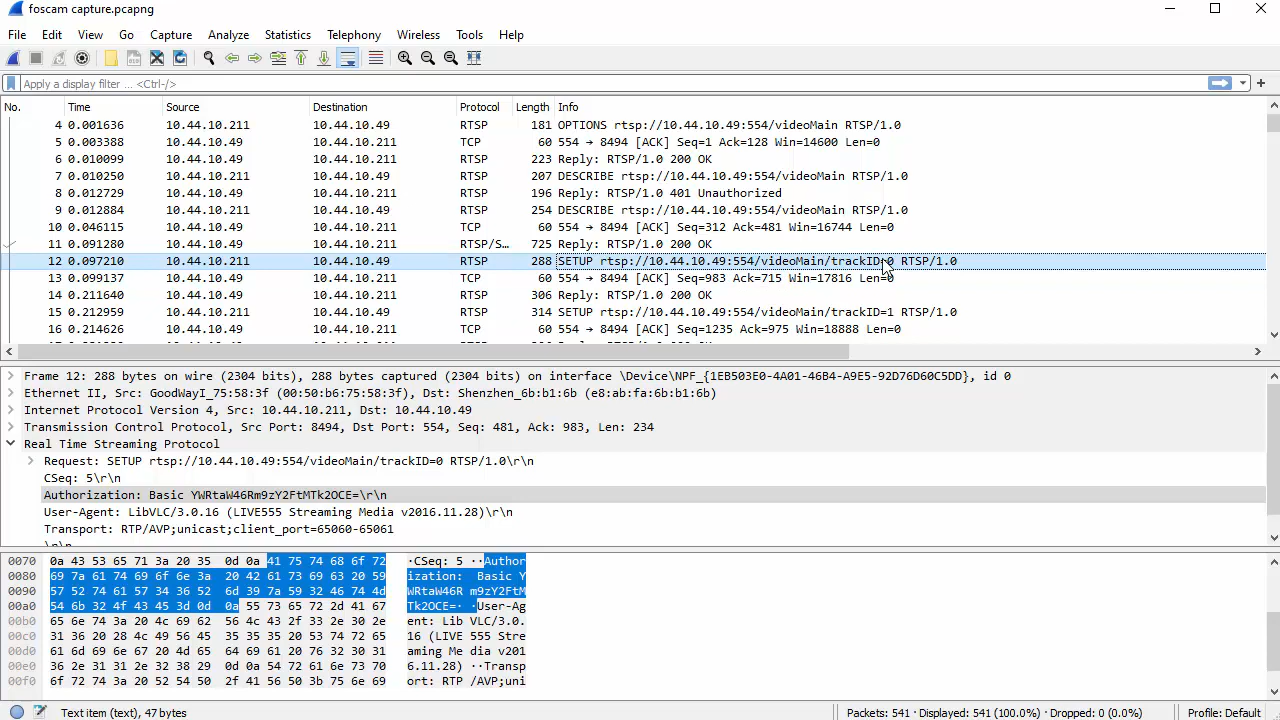 foscam capture.pcapng
File Edit View Go Capture Analyze Statistics Telephony Wireless Tools Help
Apply a display filter ... <Ctrl-/>
No. Time Source Destination Protocol Length Info
4 0.001636 10.44.10.211 10.44.10.49 RTSP 181 OPTIONS rtsp://10.44.10.49:554/videoMain RTSP/1.0
5 0.003388 10.44.10.49 10.44.10.211 TCP 60 554 → 8494 [ACK] Seq=1 Ack=128 Win=14600 Len=0
6 0.010099 10.44.10.49 10.44.10.211 RTSP 223 Reply: RTSP/1.0 200 OK
7 0.010250 10.44.10.211 10.44.10.49 RTSP 207 DESCRIBE rtsp://10.44.10.49:554/videoMain RTSP/1.0
8 0.012729 10.44.10.49 10.44.10.211 RTSP 196 Reply: RTSP/1.0 401 Unauthorized
9 0.012884 10.44.10.211 10.44.10.49 RTSP 254 DESCRIBE rtsp://10.44.10.49:554/videoMain RTSP/1.0
10 0.046115 10.44.10.49 10.44.10.211 TCP 60 554 → 8494 [ACK] Seq=312 Ack=481 Win=16744 Len=0
11 0.091280 10.44.10.49 10.44.10.211 RTSP/S… 725 Reply: RTSP/1.0 200 OK
12 0.097210 10.44.10.211 10.44.10.49 RTSP 288 SETUP rtsp://10.44.10.49:554/videoMain/trackID=0 RTSP/1.0
13 0.099137 10.44.10.49 10.44.10.211 TCP 60 554 → 8494 [ACK] Seq=983 Ack=715 Win=17816 Len=0
14 0.211640 10.44.10.49 10.44.10.211 RTSP 306 Reply: RTSP/1.0 200 OK
15 0.212959 10.44.10.211 10.44.10.49 RTSP 314 SETUP rtsp://10.44.10.49:554/videoMain/trackID=1 RTSP/1.0
16 0.214626 10.44.10.49 10.44.10.211 TCP 60 554 → 8494 [ACK] Seq=1235 Ack=975 Win=18888 Len=0
Frame 12: 288 bytes on wire (2304 bits), 288 bytes captured (2304 bits) on interface \Device\NPF_{1EB503E0-4A01-46B4-A9E5-92D76D60C5DD}, id 0
Ethernet II, Src: GoodWayI_75:58:3f (00:50:b6:75:58:3f), Dst: Shenzhen_6b:b1:6b (e8:ab:fa:6b:b1:6b)
Internet Protocol Version 4, Src: 10.44.10.211, Dst: 10.44.10.49
Transmission Control Protocol, Src Port: 8494, Dst Port: 554, Seq: 481, Ack: 983, Len: 234
Real Time Streaming Protocol
Request: SETUP rtsp://10.44.10.49:554/videoMain/trackID=0 RTSP/1.0\r\n
CSeq: 5\r\n
Authorization: Basic YWRtaW46Rm9zY2FtMTk2OCE=\r\n
User-Agent: LibVLC/3.0.16 (LIVE555 Streaming Media v2016.11.28)\r\n
Transport: RTP/AVP;unicast;client_port=65060-65061
\r\n
0070 0a 43 53 65 71 3a 20 35 0d 0a 41 75 74 68 6f 72 ·CSeq: 5 ··Author
0080 69 7a 61 74 69 6f 6e 3a 20 42 61 73 69 63 20 59 ization: Basic Y
0090 57 52 74 61 57 34 36 52 6d 39 7a 59 32 46 74 4d WRtaW46R m9zY2FtM
00a0 54 6b 32 4f 43 45 3d 0d 0a 55 73 65 72 2d 41 67 Tk2OCE=· ·User-Ag
00b0 65 6e 74 3a 20 4c 69 62 56 4c 43 2f 33 2e 30 2e ent: Lib VLC/3.0.
00c0 31 36 20 28 4c 49 56 45 35 35 35 20 53 74 72 65 16 (LIVE 555 Stre
00d0 61 6d 69 6e 67 20 4d 65 64 69 61 20 76 32 30 31 aming Me dia v201
00e0 36 2e 31 31 2e 32 38 29 0d 0a 54 72 61 6e 73 70 6.11.28) ··Transp
00f0 6f 72 74 3a 20 52 54 50 2f 41 56 50 3b 75 6e 69 ort: RTP /AVP;uni
Text item (text), 47 bytes Packets: 541 · Displayed: 541 (100.0%) · Dropped: 0 (0.0%) Profile: Default